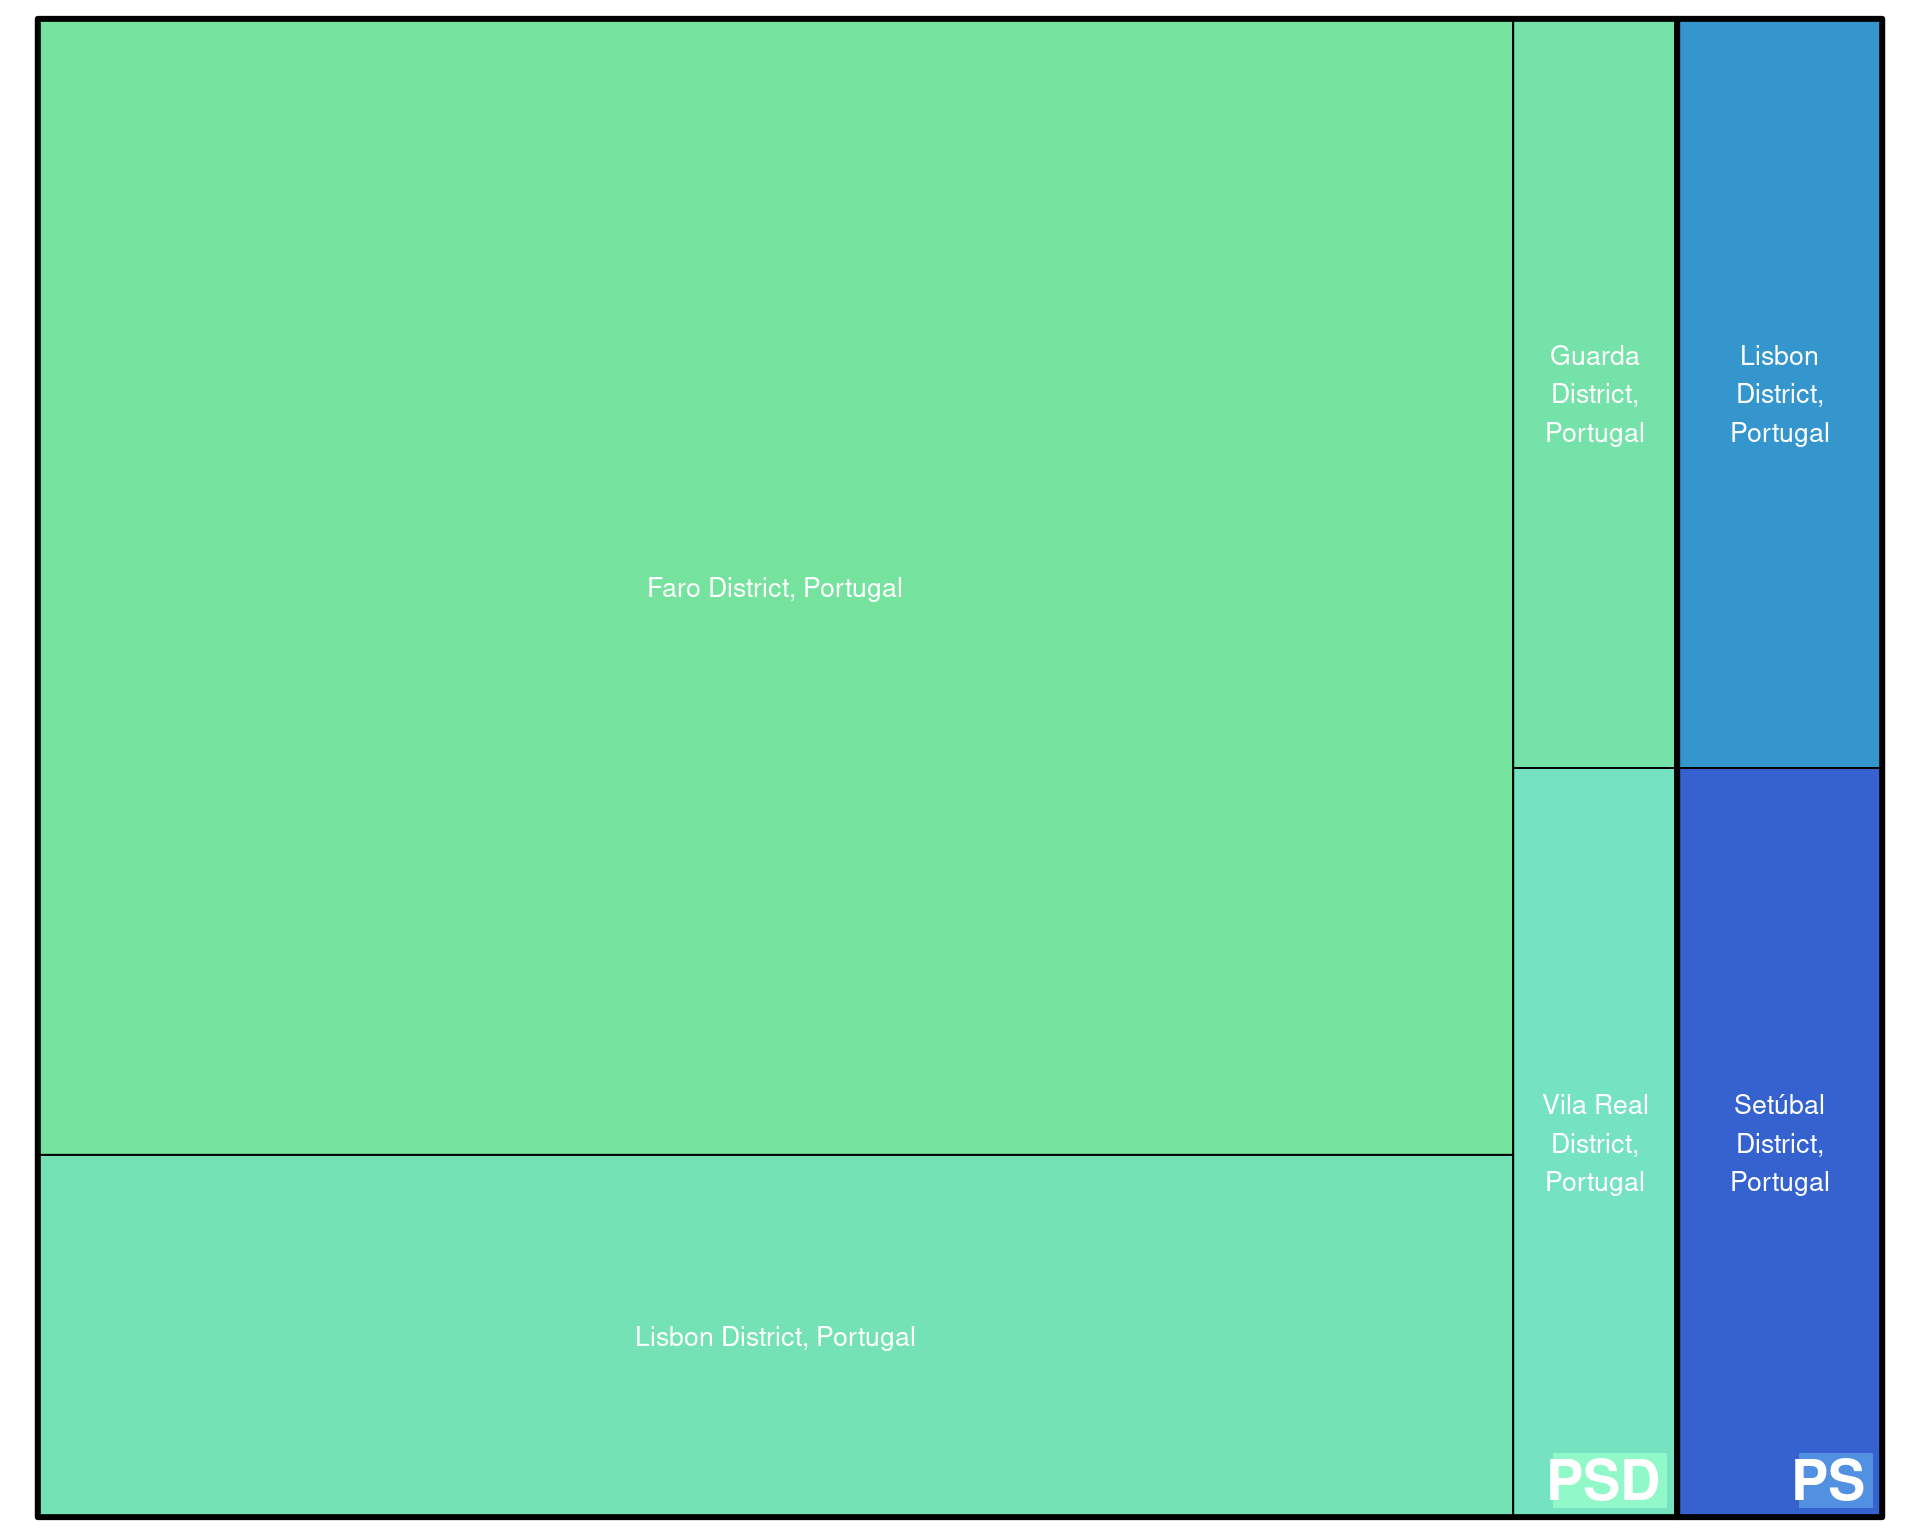 Faro District, Portugal
Lisbon District, Portugal
Guarda
District,
Portugal
Vila Real
District,
Portugal
PSD
Lisbon
District,
Portugal
Setúbal
District,
Portugal
PS